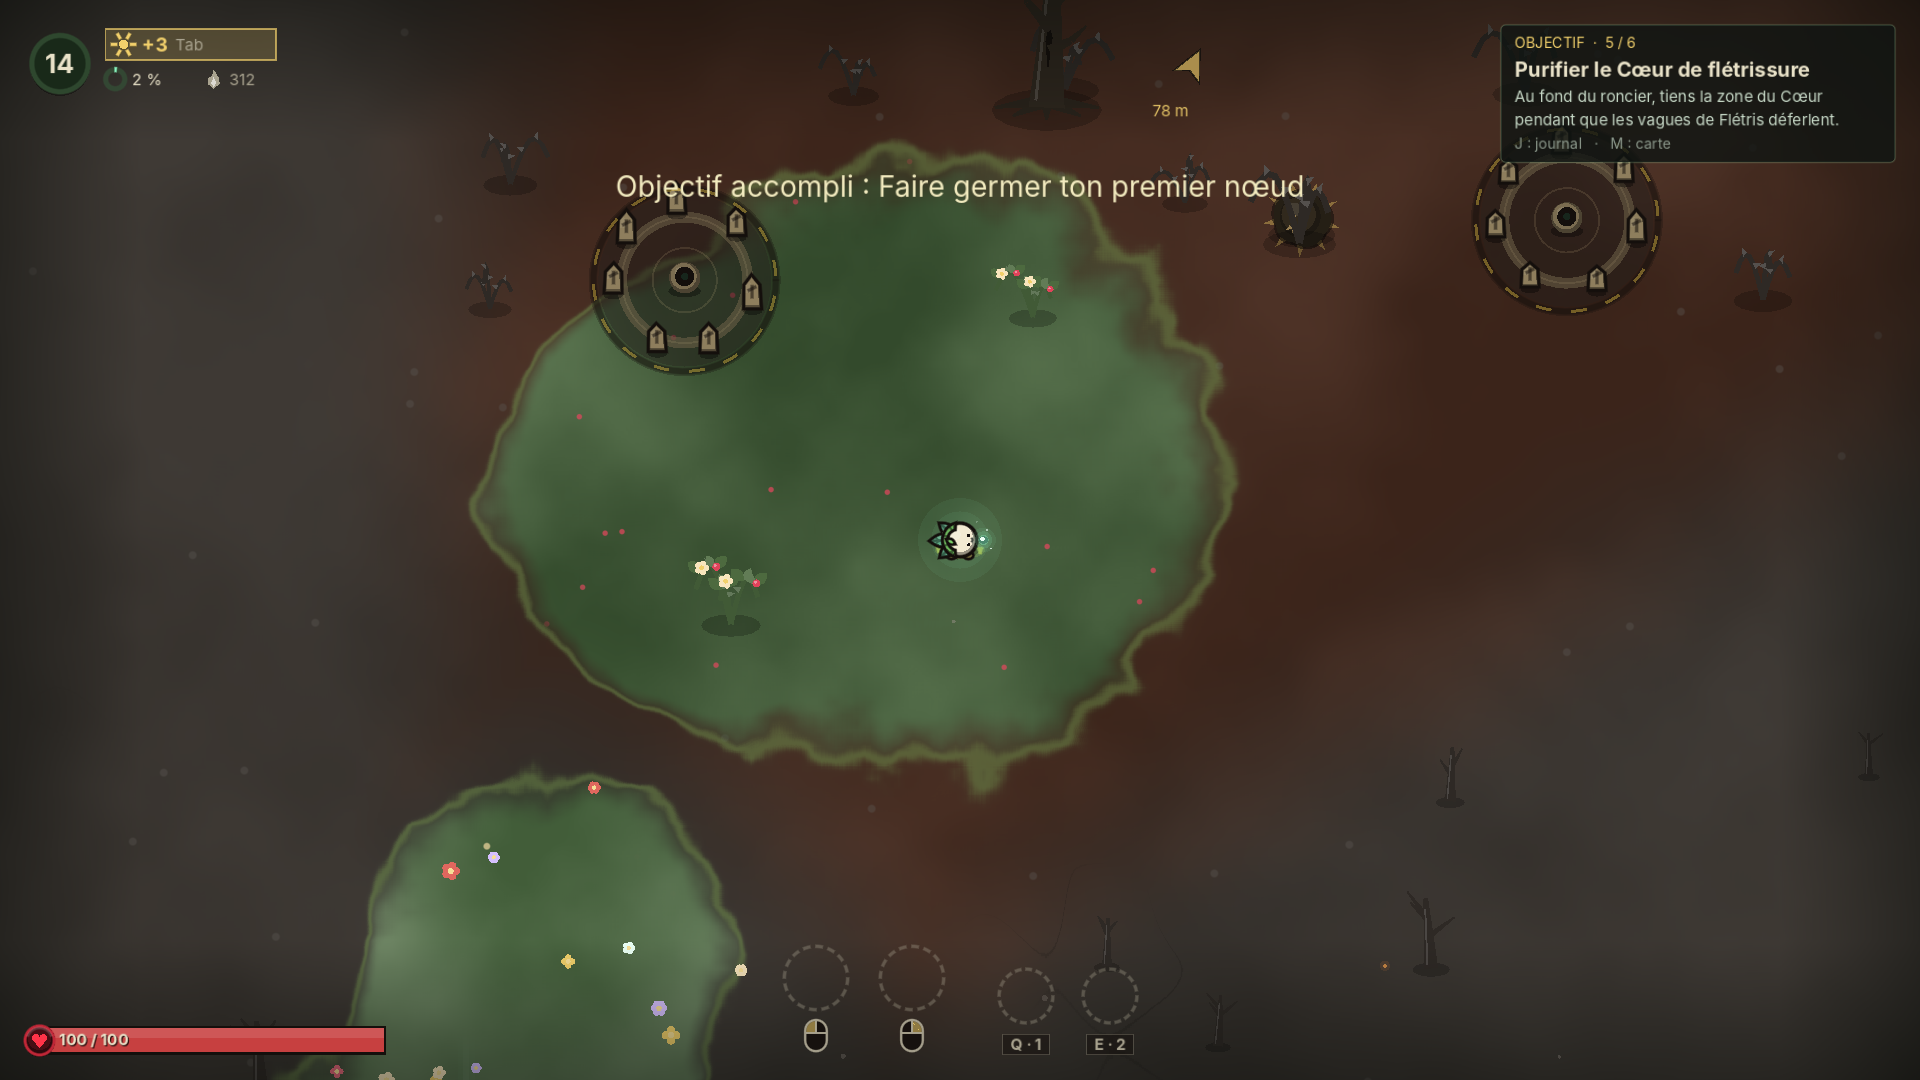 14
+3 Tab
2 %
312
78 m
OBJECTIF · 5 / 6
Purifier le Cœur de flétrissure
Au fond du roncier, tiens la zone du Cœur
pendant que les vagues de Flétris déferlent.
J : journal · M : carte
Objectif accompli : Faire germer ton premier nœud
100 / 100
Q · 1
E · 2